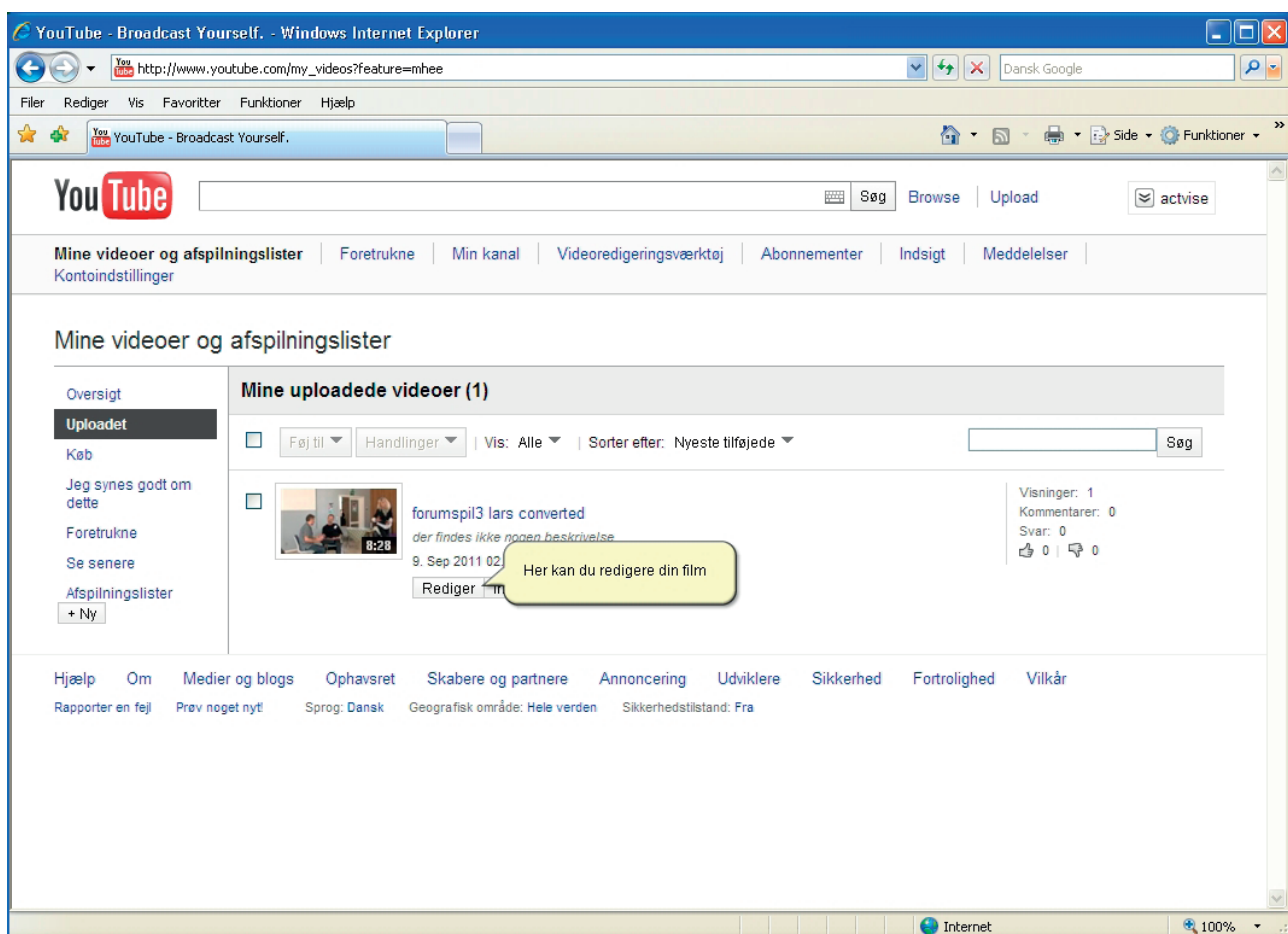 YouTube - Broadcast Yourself. - Windows Internet Explorer
You Tube http://www.youtube.com/my_videos?feature=mhee Dansk Google
Filer Rediger Vis Favoritter Funktioner Hjælp
You Tube YouTube - Broadcast Yourself. Side Funktioner »
You Tube Søg Browse Upload actvise
Mine videoer og afspilningslister Foretrukne Min kanal Videoredigeringsværktøj Abonnementer Indsigt Meddelelser
Kontoindstillinger
Mine videoer og afspilningslister
Oversigt
Uploadet
Køb
Jeg synes godt om
dette
Foretrukne
Se senere
Afspilningslister
+ Ny
Mine uploadede videoer (1)
Føj til Handlinger Vis: Alle Sorter efter: Nyeste tilføjede Søg
8:28
forumspil3 lars converted
der findes ikke nogen beskrivelse
9. Sep 2011 02
Rediger
Her kan du redigere din film
Visninger: 1
Kommentarer: 0
Svar: 0
0 0
Hjælp Om Medier og blogs Ophavsret Skabere og partnere Annoncering Udviklere Sikkerhed Fortrolighed Vilkår
Rapporter en fejl Prøv noget nyt! Sprog: Dansk Geografisk område: Hele verden Sikkerhedstilstand: Fra
Internet 100%